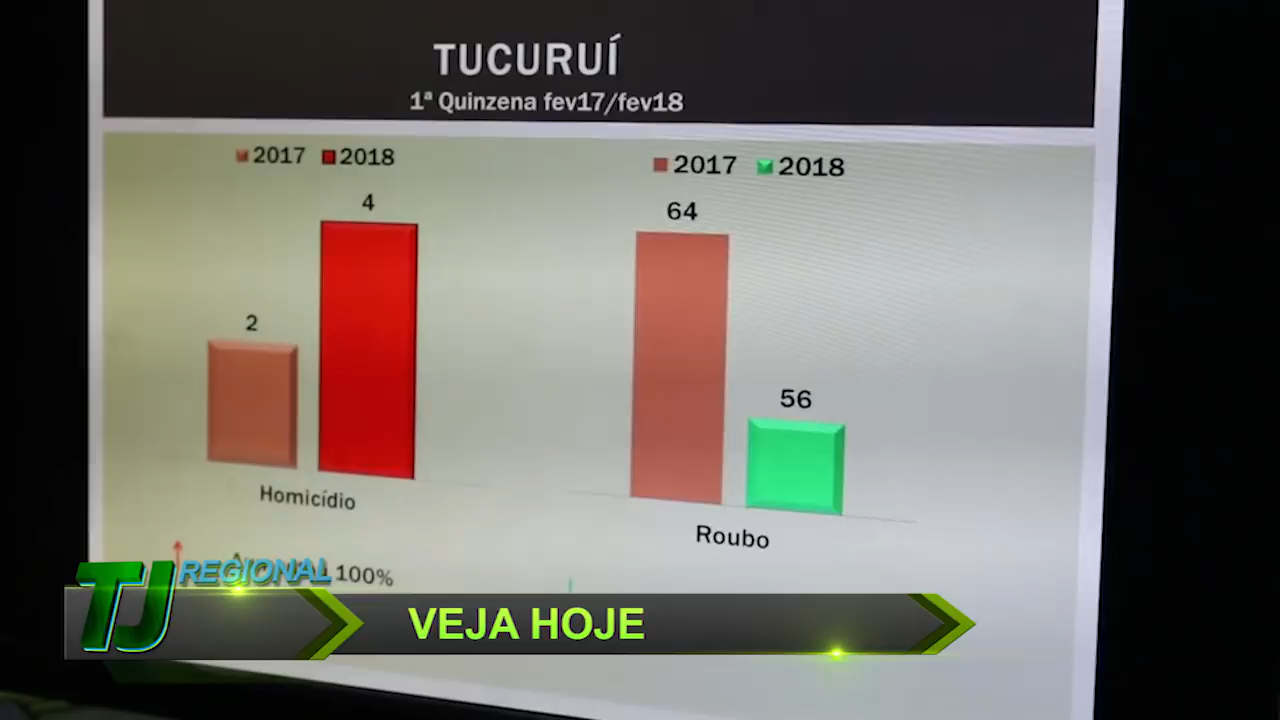 TUCURUÍ
1ª Quinzena fev17/fev18
2017 2018
2017 2018
4
64
2
56
Homicídio
Roubo
100%
TJ REGIONAL
VEJA HOJE